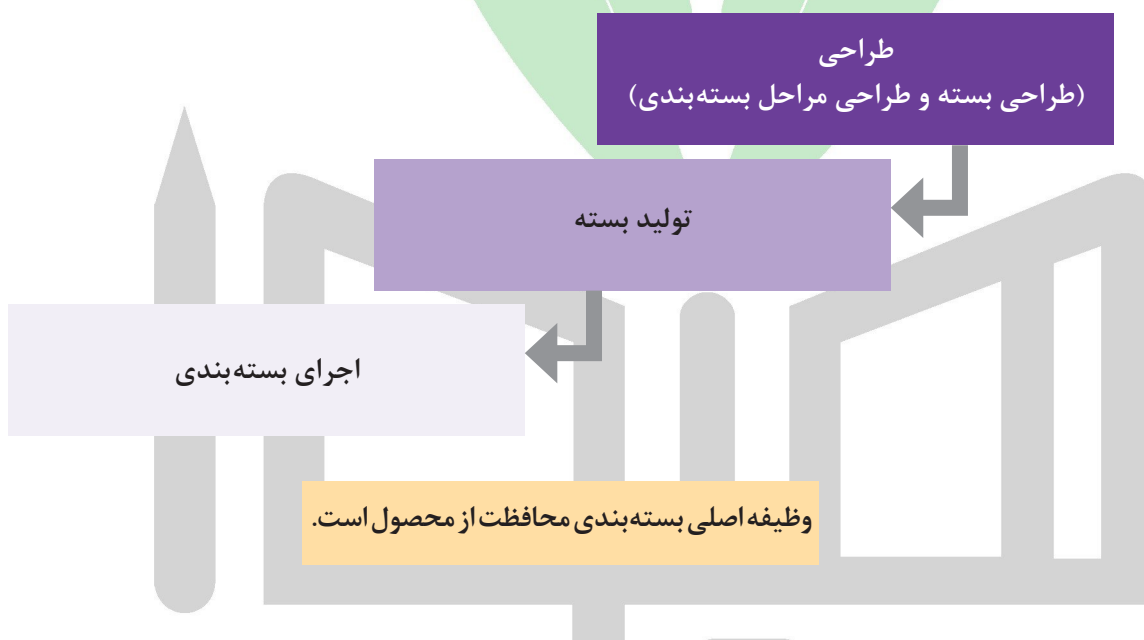 طراحی
(طراحی بسته و طراحی مراحل بسته‌بندی)
تولید بسته
اجرای بسته‌بندی
وظیفه اصلی بسته‌بندی محافظت از محصول است.